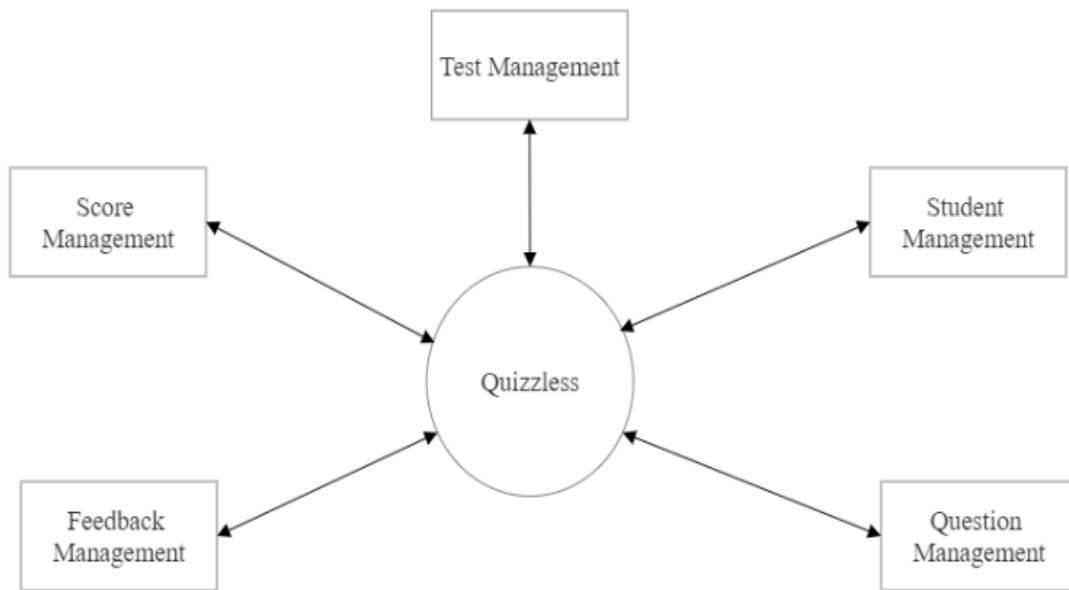 Test Management
Score
Management
Student
Management
Quizzless
Feedback
Management
Question
Management